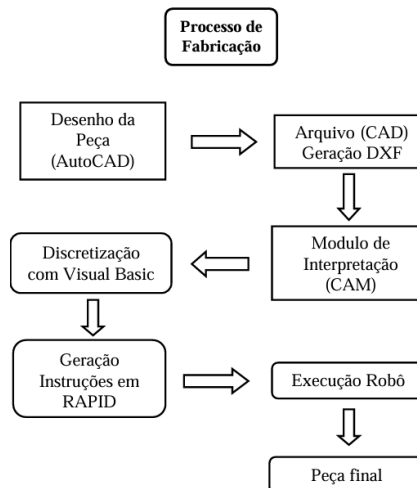 Processo de
Fabricação
Desenho da
Peça
(AutoCAD)
Arquivo (CAD)
Geração DXF
Modulo de
Interpretação
(CAM)
Discretização
com Visual Basic
Geração
Instruções em
RAPID
Execução Robô
Peça final